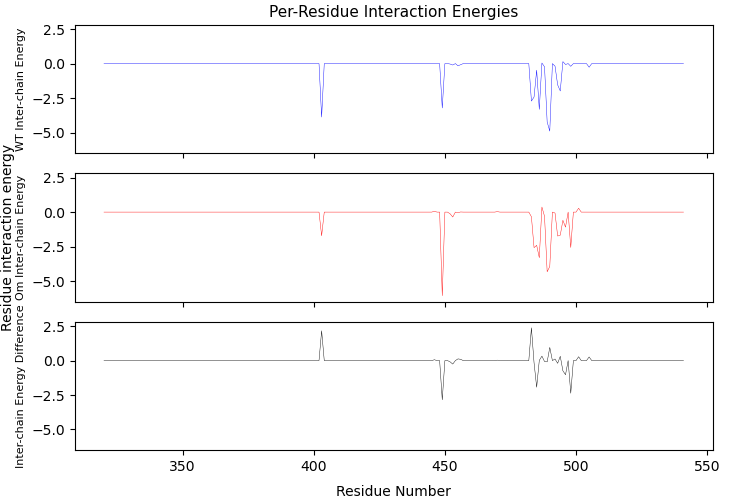 Per-Residue Interaction Energies
WT Inter-chain Energy
2.5
0.0
−2.5
−5.0
Residue interaction energy
Om Inter-chain Energy
2.5
0.0
−2.5
−5.0
Inter-chain Energy Difference
2.5
0.0
−2.5
−5.0
350 400 450 500 550
Residue Number